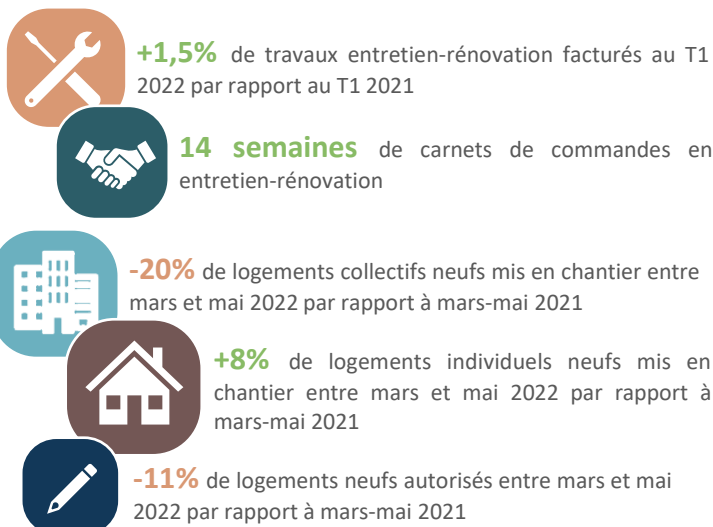 +1,5% de travaux entretien-rénovation facturés au T1
2022 par rapport au T1 2021
14 semaines de carnets de commandes en
entretien-rénovation
-20% de logements collectifs neufs mis en chantier entre
mars et mai 2022 par rapport à mars-mai 2021
+8% de logements individuels neufs mis en
chantier entre mars et mai 2022 par rapport à
mars-mai 2021
-11% de logements neufs autorisés entre mars et mai
2022 par rapport à mars-mai 2021